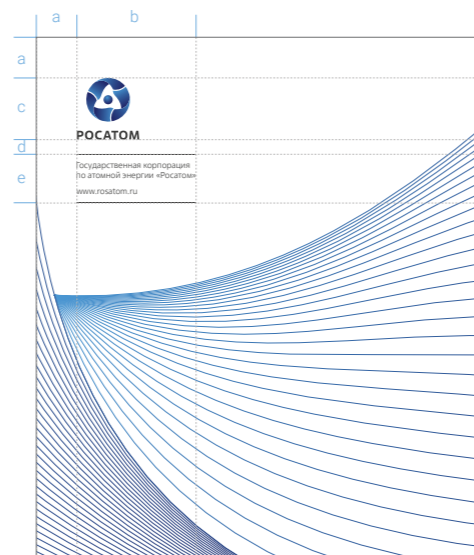 a b
a
c
РОСАТОМ
d
Государственная корпорация
по атомной энергии «Росатом»
e
www.rosatom.ru